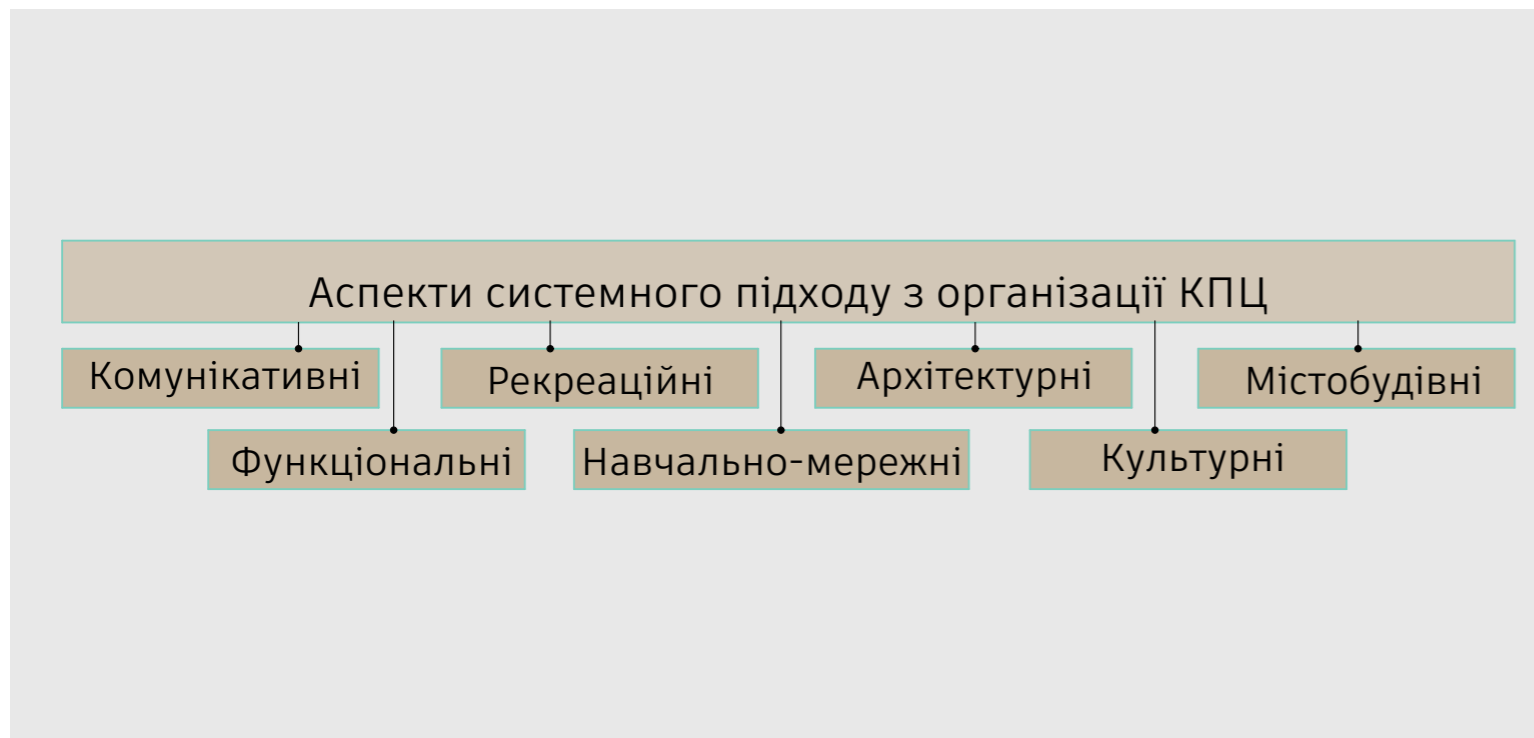 Аспекти системного підходу з організації КПЦ
Комунікативні
Рекреаційні
Архітектурні
Містобудівні
Функціональні
Навчально-мережні
Культурні